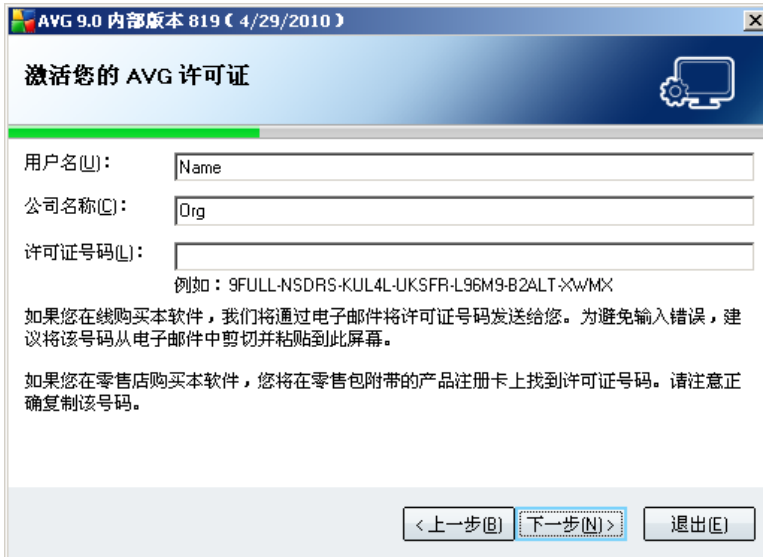 AVG 9.0 内部版本 819 ( 4/29/2010 )
激活您的 AVG 许可证
用户名(U)：
Name
公司名称(C)：
Org
许可证号码(L)：
例如：9FULL-NSDRS-KUL4L-UKSFR-L96M9-B2ALT-XWMX
如果您在线购买本软件，我们将通过电子邮件将许可证号码发送给您。为避免输入错误，建
议将该号码从电子邮件中剪切并粘贴到此屏幕。
如果您在零售店购买本软件，您将在零售包附带的产品注册卡上找到许可证号码。请注意正
确复制该号码。
<上一步(B)
下一步(N)>
退出(E)